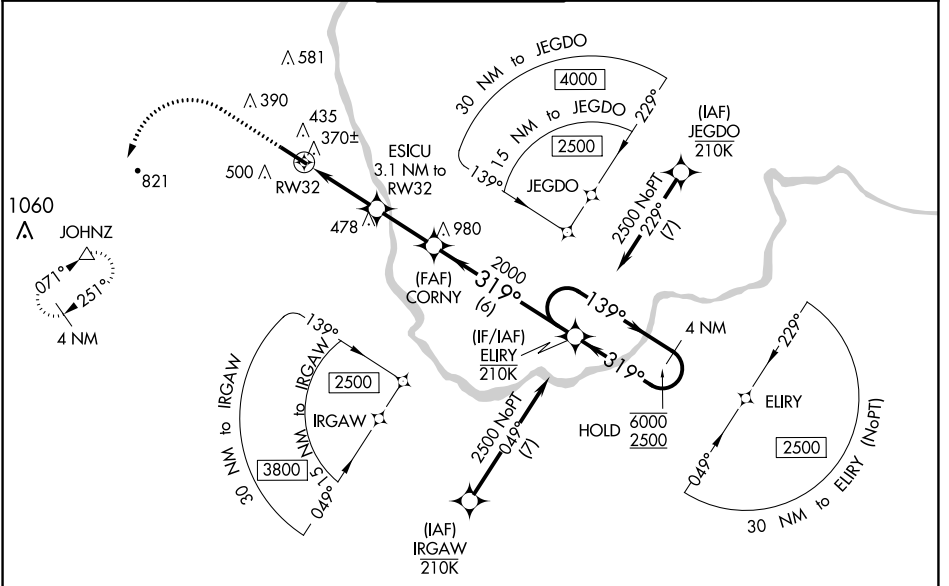 581
390
435
370±
500
RW32
821
1060
JOHNZ
071°
251°
4 NM
ESICU
3.1 NM to
RW32
478
980
(FAF)
CORNY
2000
319°
(6)
30 NM to JEGDO
4000
15 NM to JEGDO
2500
229°
139°
JEGDO
(IAF)
JEGDO
210K
2500 NoPT
229°
(7)
139°
4 NM
(IF/IAF)
ELIRY
210K
319°
HOLD
6000
2500
139°
2500
IRGAW
15 NM to IRGAW
30 NM to IRGAW
3800
049°
2500 NoPT
049°
(7)
(IAF)
IRGAW
210K
229°
ELIRY
2500
049°
30 NM to ELIRY (NoPT)